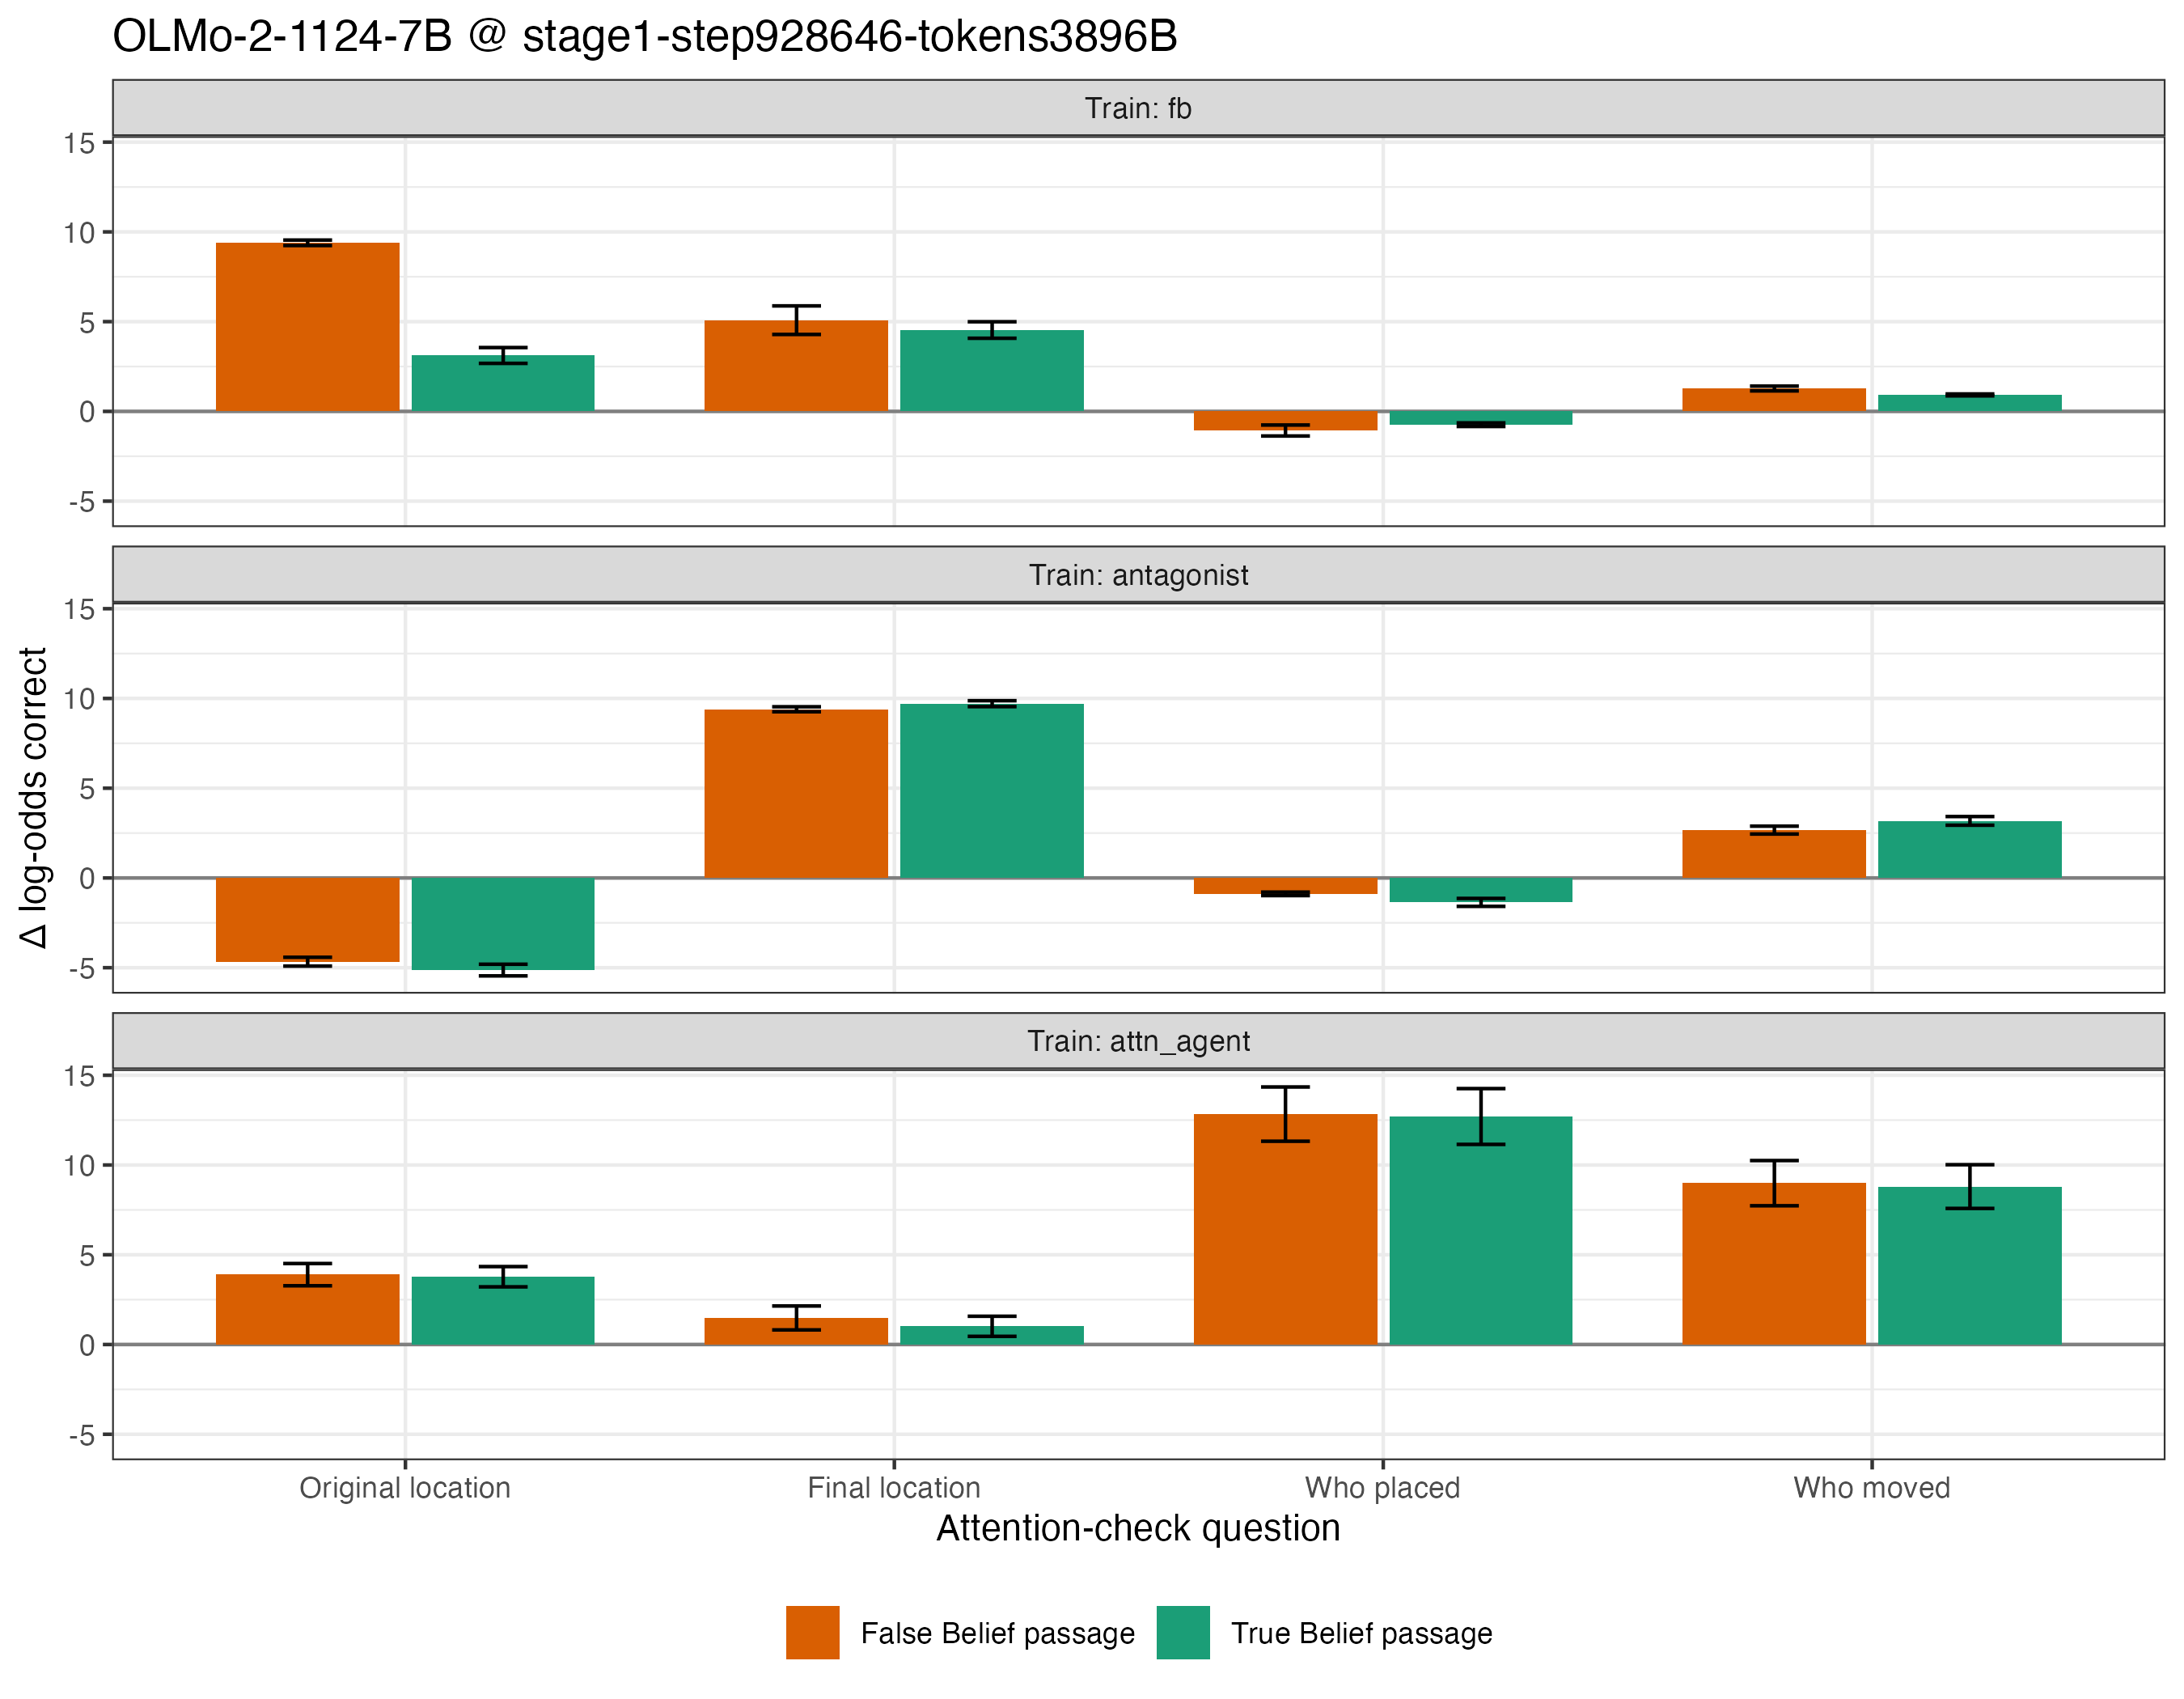 OLMo-2-1124-7B @ stage1-step928646-tokens3896B
Train: fb
15
10
5
0
-5
Train: antagonist
15
10
5
0
-5
Train: attn_agent
15
10
5
0
-5
Δ log-odds correct
Original location Final location Who placed Who moved
Attention-check question
False Belief passage True Belief passage